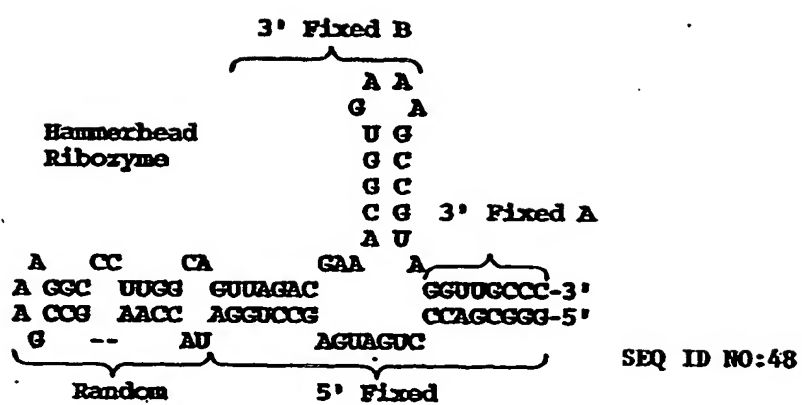 3' Fixed B
A A
G A
Hammerhead
U G
Ribozyme
G C
G C
C G 3' Fixed A
A U
A CC CA GAA A
A GGC UUGG GUUAGAC GGUUGCCC-3'
A CCG AACC AGGUCCG CCAGCGGG-5'
G -- AU AGUAGUC
SEQ ID NO:48
Random 5' Fixed